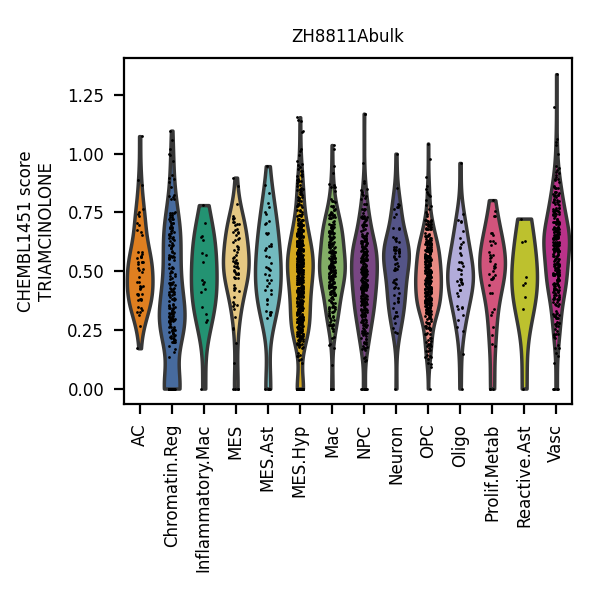 ZH8811Abulk
CHEMBL1451 score
TRIAMCINOLONE
1.25
1.00
0.75
0.50
0.25
0.00
AC
Chromatin.Reg
Inflammatory.Mac
MES
MES.Ast
MES.Hyp
Mac
NPC
Neuron
OPC
Oligo
Prolif.Metab
Reactive.Ast
Vasc